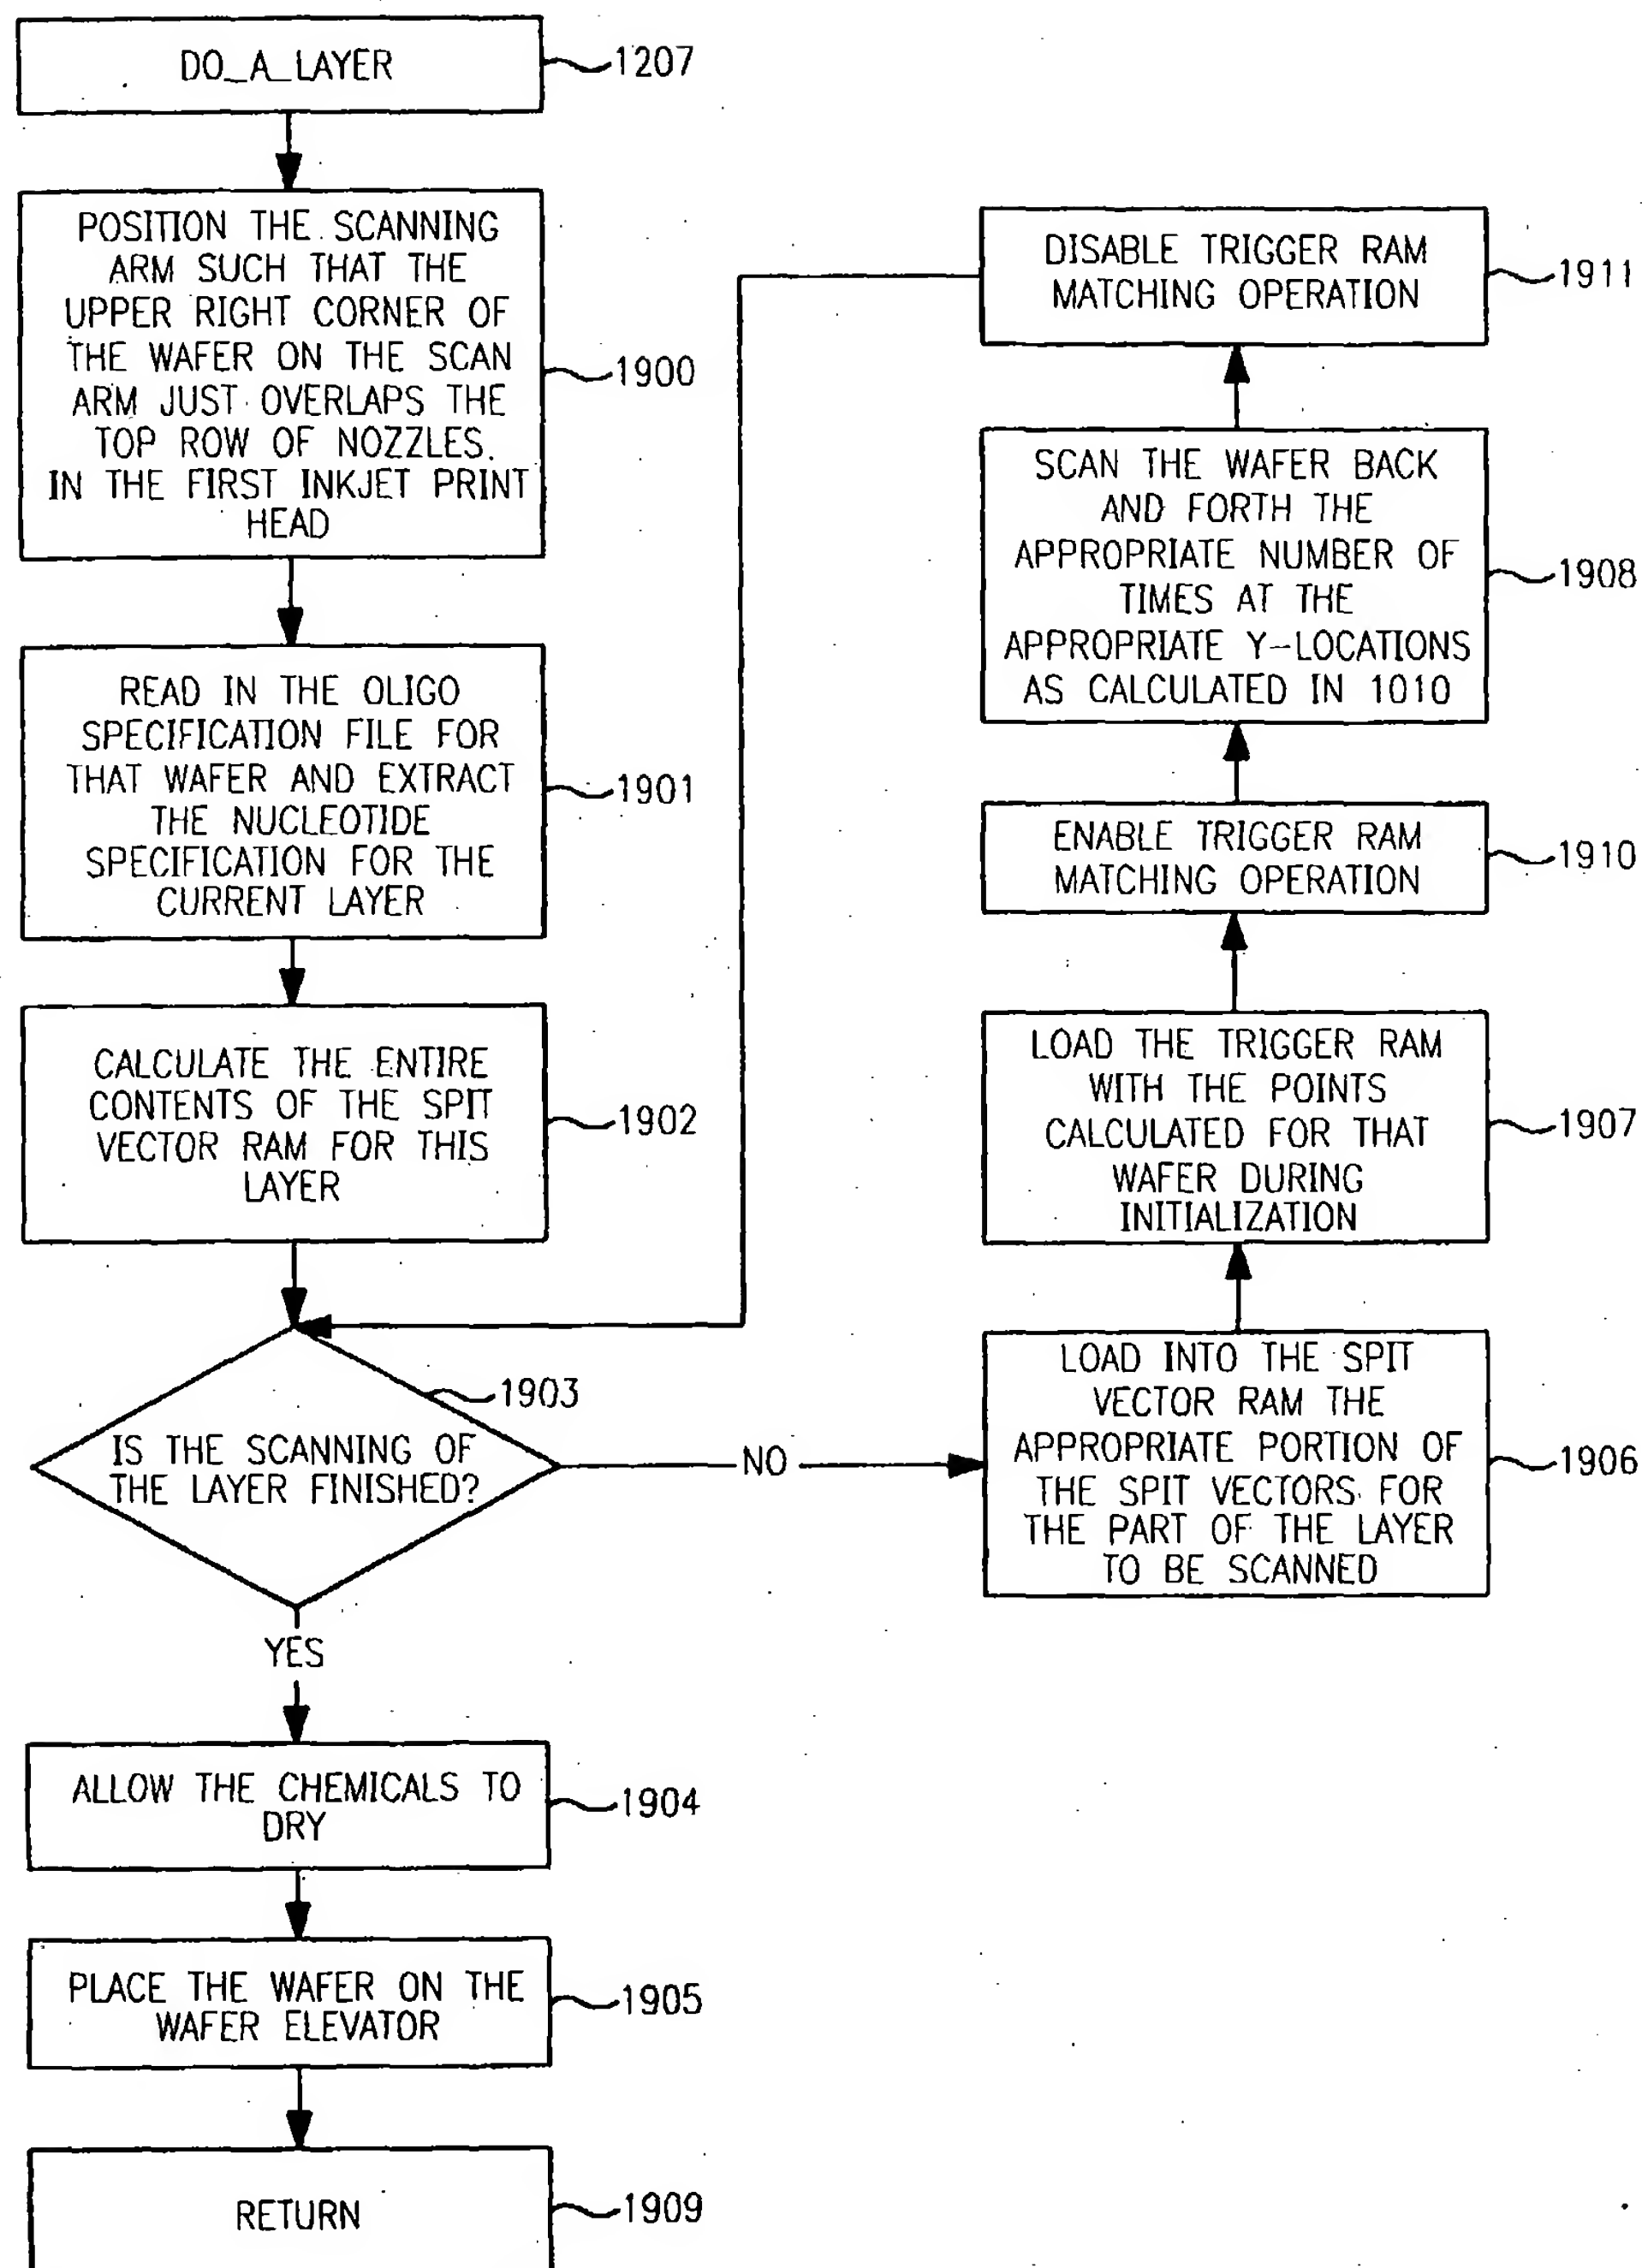 DO_A_LAYER
1207
POSITION THE SCANNING
ARM SUCH THAT THE
UPPER RIGHT CORNER OF
THE WAFER ON THE SCAN
ARM JUST OVERLAPS THE
TOP ROW OF NOZZLES.
IN THE FIRST INKJET PRINT
HEAD
1900
READ IN THE OLIGO
SPECIFICATION FILE FOR
THAT WAFER AND EXTRACT
THE NUCLEOTIDE
SPECIFICATION FOR THE
CURRENT LAYER
1901
CALCULATE THE ENTIRE
CONTENTS OF THE SPIT
VECTOR RAM FOR THIS
LAYER
1902
1903
IS THE SCANNING OF
THE LAYER FINISHED?
NO
YES
ALLOW THE CHEMICALS TO
DRY
1904
PLACE THE WAFER ON THE
WAFER ELEVATOR
1905
RETURN
1909
DISABLE TRIGGER RAM
MATCHING OPERATION
1911
SCAN THE WAFER BACK
AND FORTH THE
APPROPRIATE NUMBER OF
TIMES AT THE
APPROPRIATE Y-LOCATIONS
AS CALCULATED IN 1010
1908
ENABLE TRIGGER RAM
MATCHING OPERATION
1910
LOAD THE TRIGGER RAM
WITH THE POINTS
CALCULATED FOR THAT
WAFER DURING
INITIALIZATION
1907
LOAD INTO THE SPIT
VECTOR RAM THE
APPROPRIATE PORTION OF
THE SPIT VECTORS FOR
THE PART OF THE LAYER
TO BE SCANNED
1906